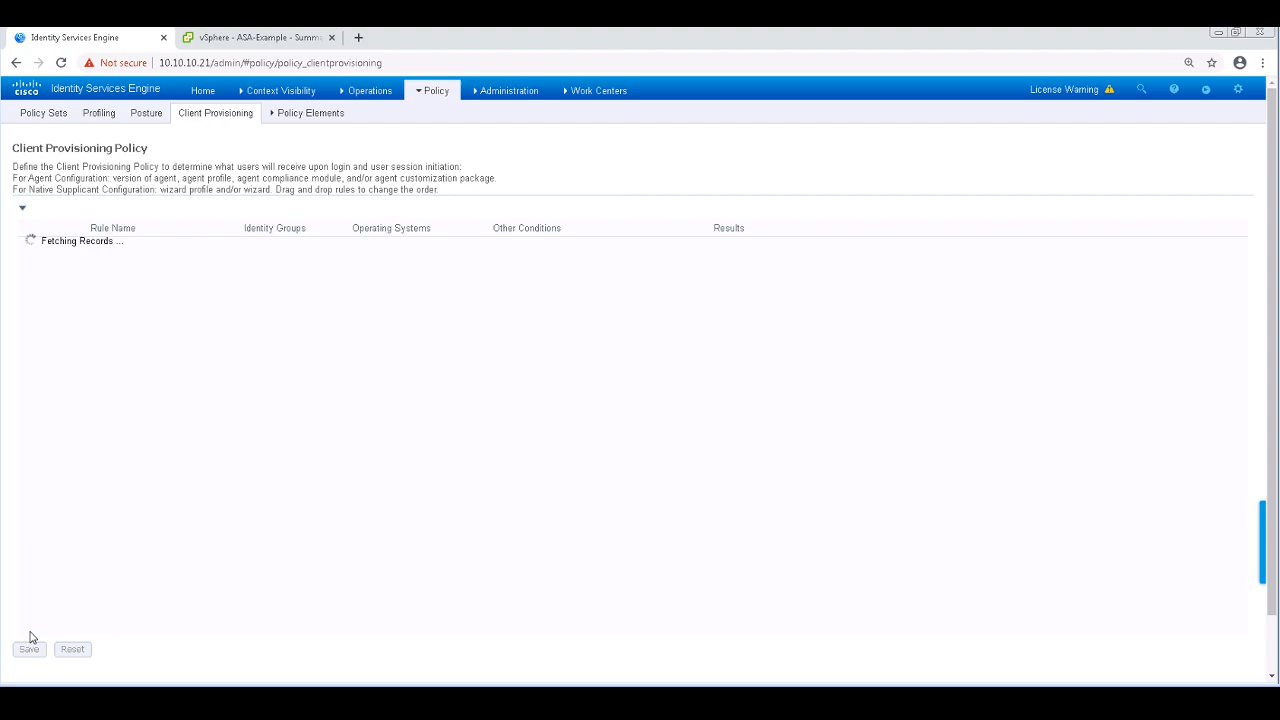 Identity Services Engine
vSphere - ASA-Example - Summ
Not secure 10.10.10.21/admin/#policy/policy_clientprovisioning
CISCO Identity Services Engine Home Context Visibility Operations Policy Administration Work Centers License Warning
Policy Sets Profiling Posture Client Provisioning Policy Elements
Client Provisioning Policy
Define the Client Provisioning Policy to determine what users will receive upon login and user session initiation:
For Agent Configuration: version of agent, agent profile, agent compliance module, and/or agent customization package.
For Native Supplicant Configuration: wizard profile and/or wizard. Drag and drop rules to change the order.
Rule Name Identity Groups Operating Systems Other Conditions Results
Fetching Records ...
Save Reset